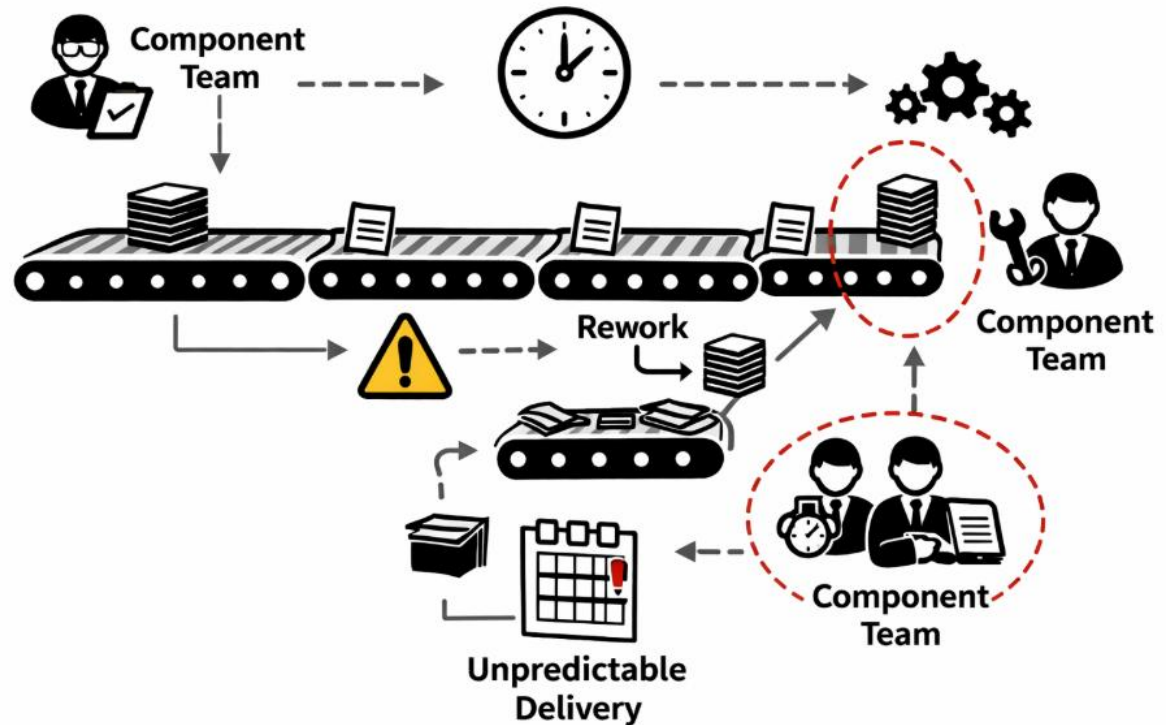 Component
Team
Rework
Component
Team
Component
Team
Unpredictable
Delivery